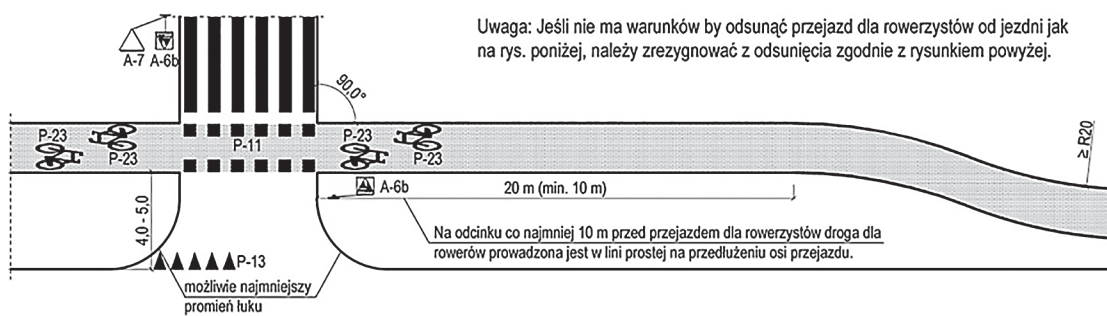 Uwaga: Jeśli nie ma warunków by odsunąć przejazd dla rowerzystów od jezdni jak
na rys. poniżej, należy zrezygnować z odsunięcia zgodnie z rysunkiem powyżej.
A-7 A-6b
90,0°
P-23
P-23
P-11
P-23
P-23
≥ R20
A-6b
20 m (min. 10 m)
4,0 - 5,0
Na odcinku co najmniej 10 m przed przejazdem dla rowerzystów droga dla
rowerów prowadzona jest w lini prostej na przedłużeniu osi przejazdu.
P-13
możliwie najmniejszy
promień łuku